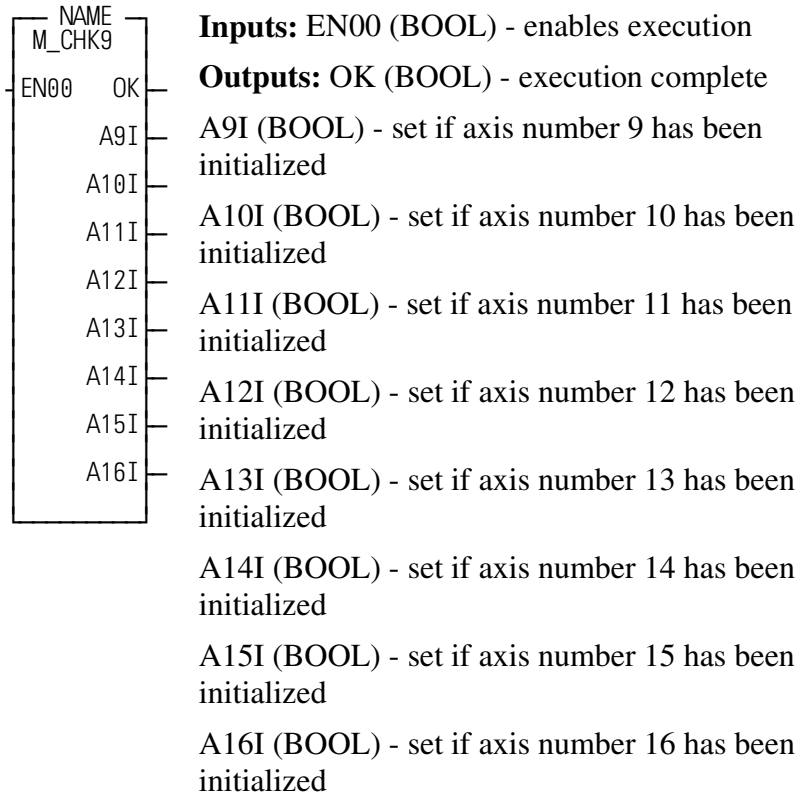 NAME
M_CHK9
EN00 OK
A9I
A10I
A11I
A12I
A13I
A14I
A15I
A16I
Inputs: EN00 (BOOL) - enables execution
Outputs: OK (BOOL) - execution complete
A9I (BOOL) - set if axis number 9 has been
initialized
A10I (BOOL) - set if axis number 10 has been
initialized
A11I (BOOL) - set if axis number 11 has been
initialized
A12I (BOOL) - set if axis number 12 has been
initialized
A13I (BOOL) - set if axis number 13 has been
initialized
A14I (BOOL) - set if axis number 14 has been
initialized
A15I (BOOL) - set if axis number 15 has been
initialized
A16I (BOOL) - set if axis number 16 has been
initialized